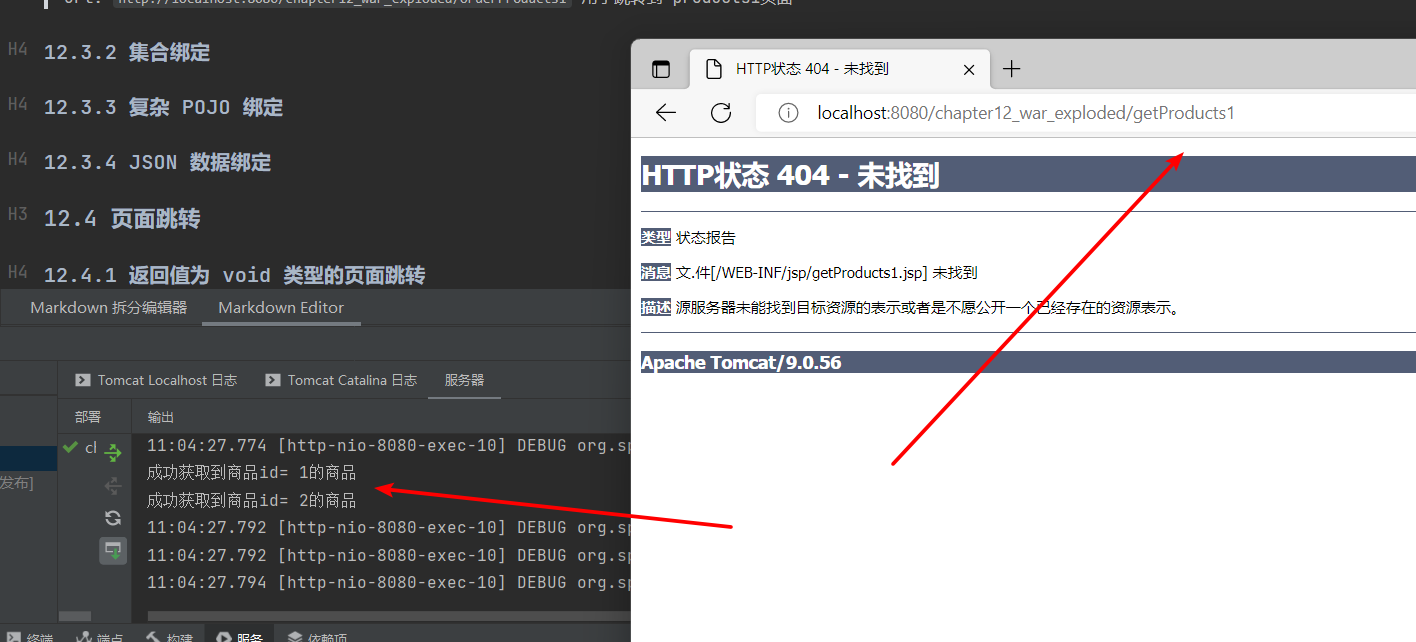 H4 12.3.2 集合绑定
H4 12.3.3 复杂 POJO 绑定
H4 12.3.4 JSON 数据绑定
H3 12.4 页面跳转
H4 12.4.1 返回值为 void 类型的页面跳转
Markdown 拆分编辑器 Markdown Editor
Tomcat Localhost 日志 Tomcat Catalina 日志 服务器
部署 输出
cl
发布]
11:04:27.774 [http-nio-8080-exec-10] DEBUG org.sp
成功获取到商品id= 1的商品
成功获取到商品id= 2的商品
11:04:27.792 [http-nio-8080-exec-10] DEBUG org.sp
11:04:27.792 [http-nio-8080-exec-10] DEBUG org.sp
11:04:27.794 [http-nio-8080-exec-10] DEBUG org.sp
终端 端点 构建 服务 依赖项
HTTP状态 404 - 未找到
localhost:8080/chapter12_war_exploded/getProducts1
HTTP状态 404 - 未找到
类型 状态报告
消息 文.件[/WEB-INF/jsp/getProducts1.jsp] 未找到
描述 源服务器未能找到目标资源的表示或者是不愿公开一个已经存在的资源表示。
Apache Tomcat/9.0.56